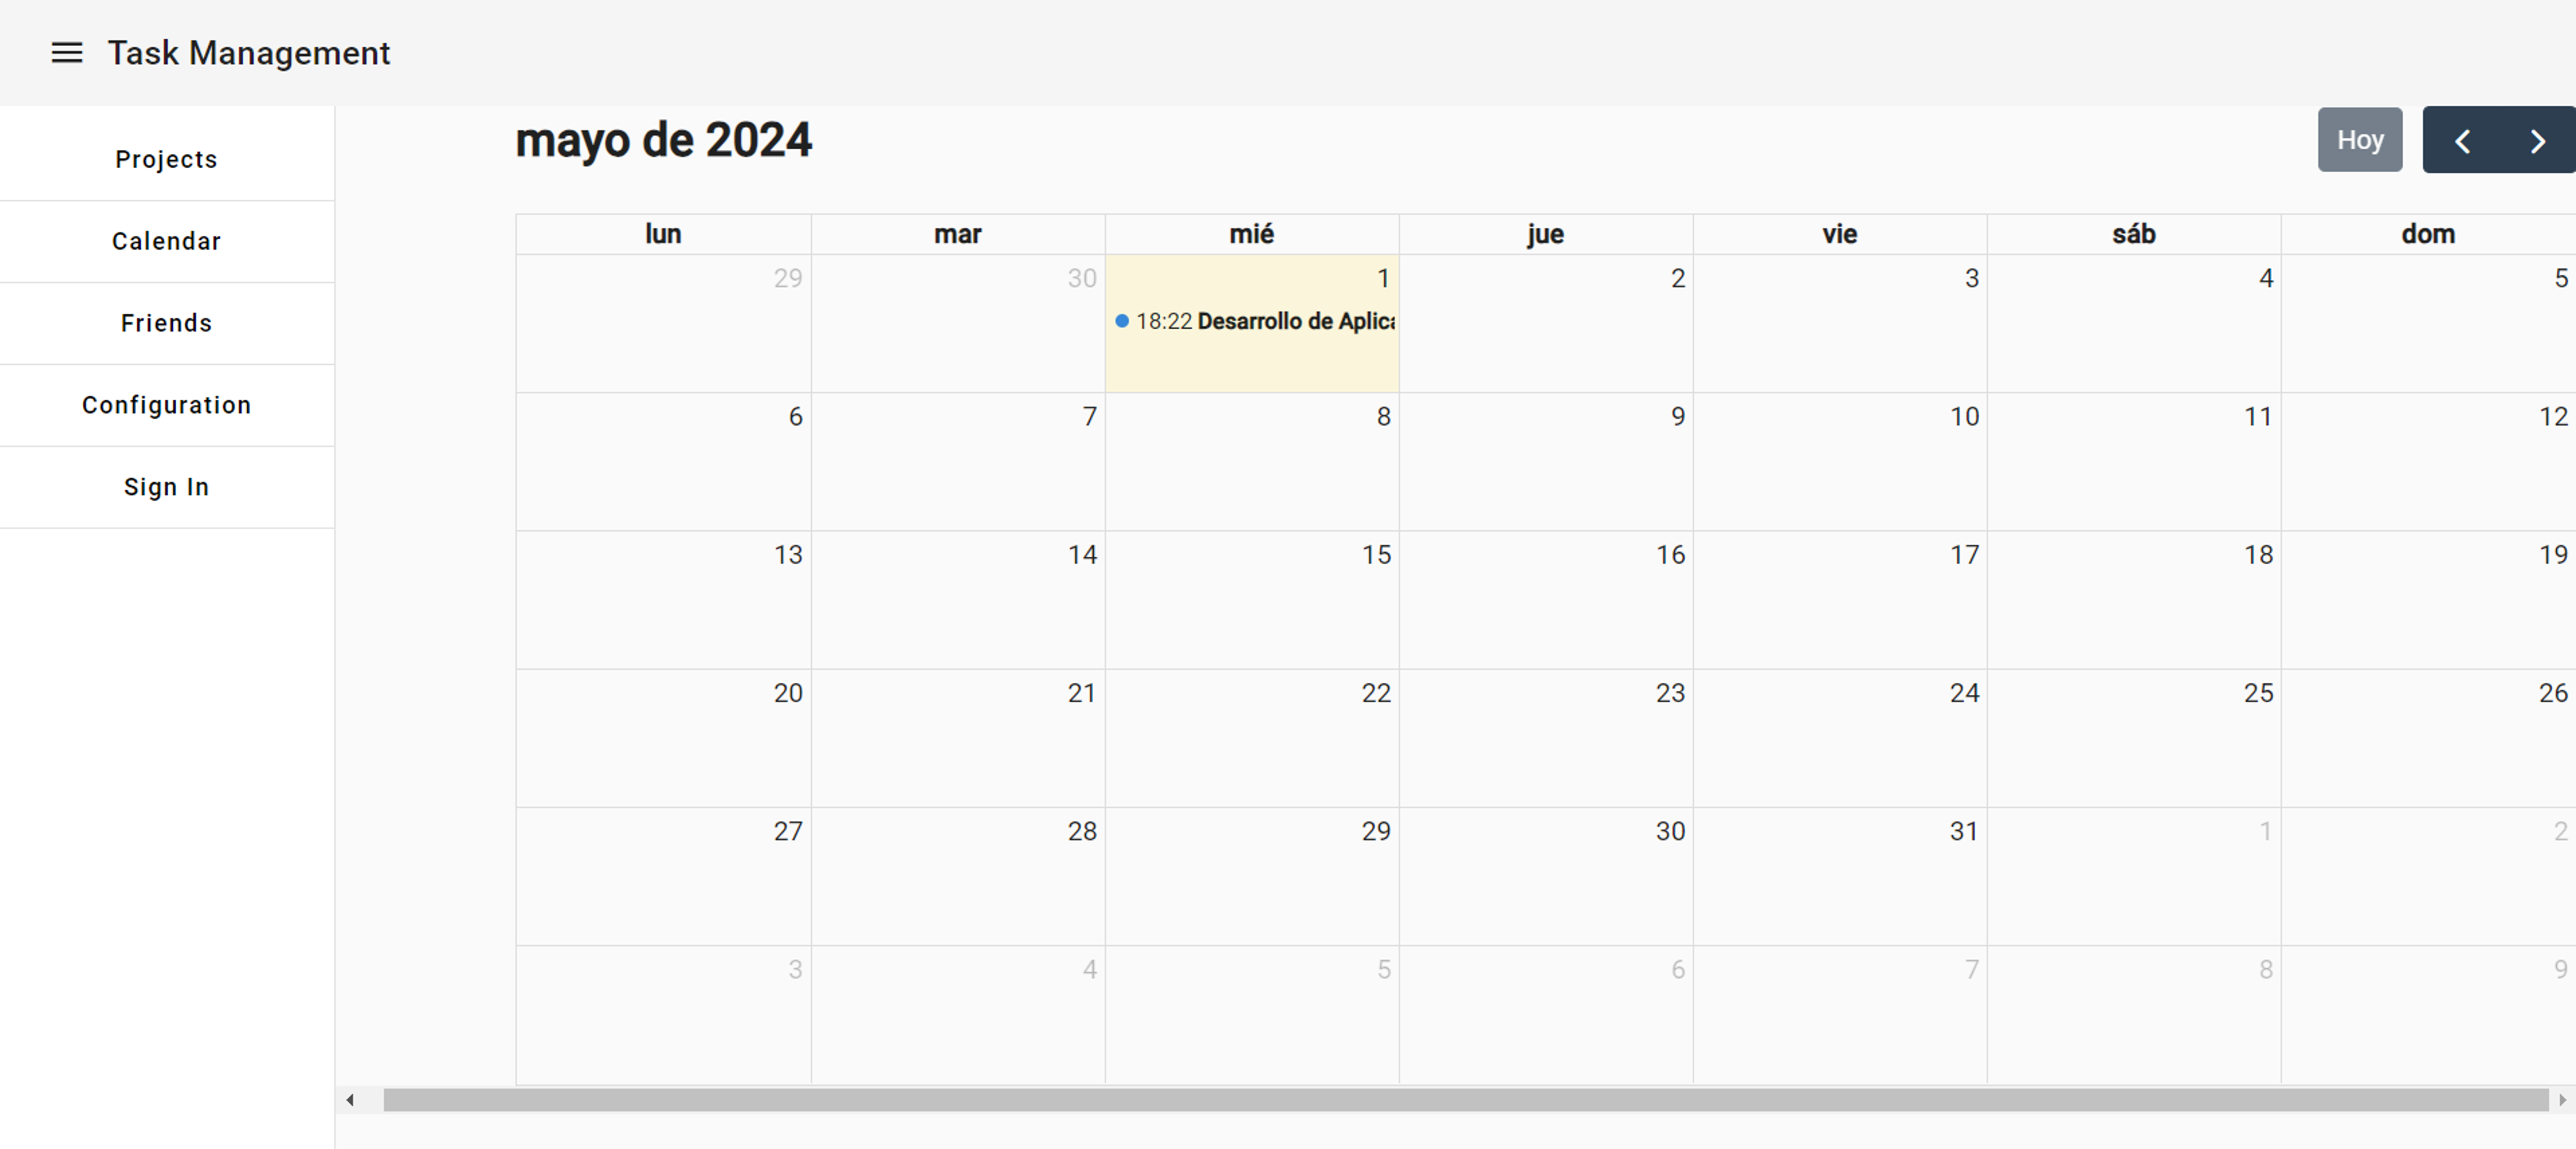 Task Management
Projects
Calendar
Friends
Configuration
Sign In
mayo de 2024
Hoy
lun mar mié jue vie sáb dom
29 30 1 2 3 4 5
18:22 Desarrollo de Aplica
6 7 8 9 10 11 12
13 14 15 16 17 18 19
20 21 22 23 24 25 26
27 28 29 30 31 1 2
3 4 5 6 7 8 9